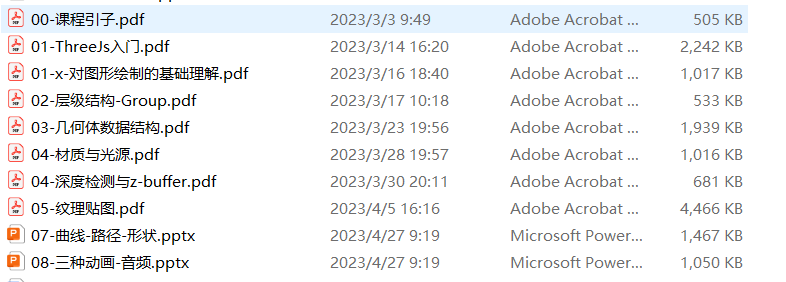 00-课程引子.pdf 2023/3/3 9:49 Adobe Acrobat ... 505 KB
01-ThreeJs入门.pdf 2023/3/14 16:20 Adobe Acrobat ... 2,242 KB
01-x-对图形绘制的基础理解.pdf 2023/3/16 18:40 Adobe Acrobat ... 1,017 KB
02-层级结构-Group.pdf 2023/3/17 10:18 Adobe Acrobat ... 533 KB
03-几何体数据结构.pdf 2023/3/23 19:56 Adobe Acrobat ... 1,939 KB
04-材质与光源.pdf 2023/3/28 19:57 Adobe Acrobat ... 1,016 KB
04-深度检测与z-buffer.pdf 2023/3/30 20:11 Adobe Acrobat ... 681 KB
05-纹理贴图.pdf 2023/4/5 16:16 Adobe Acrobat ... 4,466 KB
07-曲线-路径-形状.pptx 2023/4/27 9:19 Microsoft Power... 1,467 KB
08-三种动画-音频.pptx 2023/4/27 9:19 Microsoft Power... 1,050 KB